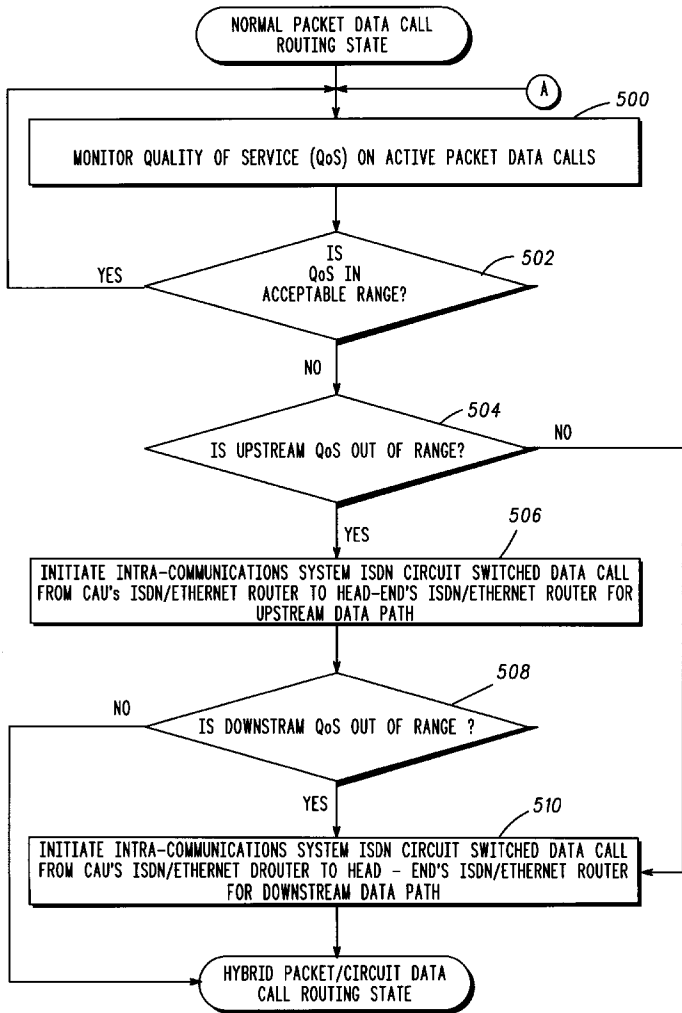 NORMAL PACKET DATA CALL
ROUTING STATE
A
500
MONITOR QUALITY OF SERVICE (QoS) ON ACTIVE PACKET DATA CALLS
502
IS
QoS IN
ACCEPTABLE RANGE?
YES
NO
504
IS UPSTREAM QoS OUT OF RANGE?
NO
YES
506
INITIATE INTRA-COMMUNICATIONS SYSTEM ISDN CIRCUIT SWITCHED DATA CALL
FROM CAU's ISDN/ETHERNET ROUTER TO HEAD-END'S ISDN/ETHERNET ROUTER FOR
UPSTREAM DATA PATH
508
NO
IS DOWNSTRAM QoS OUT OF RANGE ?
YES
510
INITIATE INTRA-COMMUNICATIONS SYSTEM ISDN CIRCUIT SWITCHED DATA CALL
FROM CAU'S ISDN/ETHERNET DROUTER TO HEAD - END'S ISDN/ETHERNET ROUTER
FOR DOWNSTREAM DATA PATH
HYBRID PACKET/CIRCUIT DATA
CALL ROUTING STATE